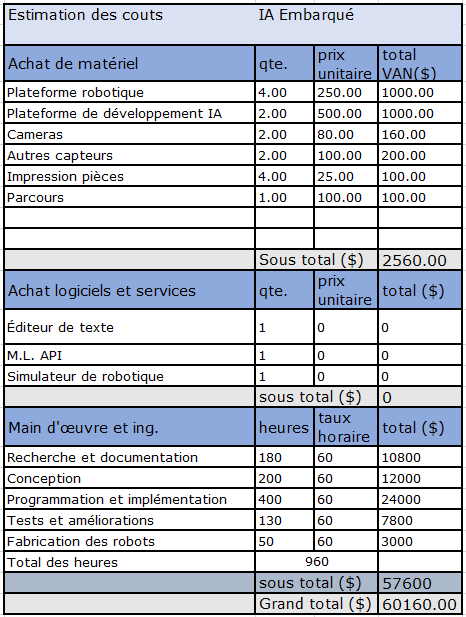 Estimation des couts IA Embarqué
Achat de matériel qte. prix unitaire total VAN($)
Plateforme robotique 4.00 250.00 1000.00
Plateforme de développement IA 2.00 500.00 1000.00
Cameras 2.00 80.00 160.00
Autres capteurs 2.00 100.00 200.00
Impression pièces 4.00 25.00 100.00
Parcours 1.00 100.00 100.00
Sous total ($) 2560.00
Achat logiciels et services qte. prix unitaire total ($)
Éditeur de texte 1 0 0
M.L. API 1 0 0
Simulateur de robotique 1 0 0
sous total ($) 0
Main d'œuvre et ing. heures taux horaire total ($)
Recherche et documentation 180 60 10800
Conception 200 60 12000
Programmation et implémentation 400 60 24000
Tests et améliorations 130 60 7800
Fabrication des robots 50 60 3000
Total des heures 960
sous total ($) 57600
Grand total ($) 60160.00